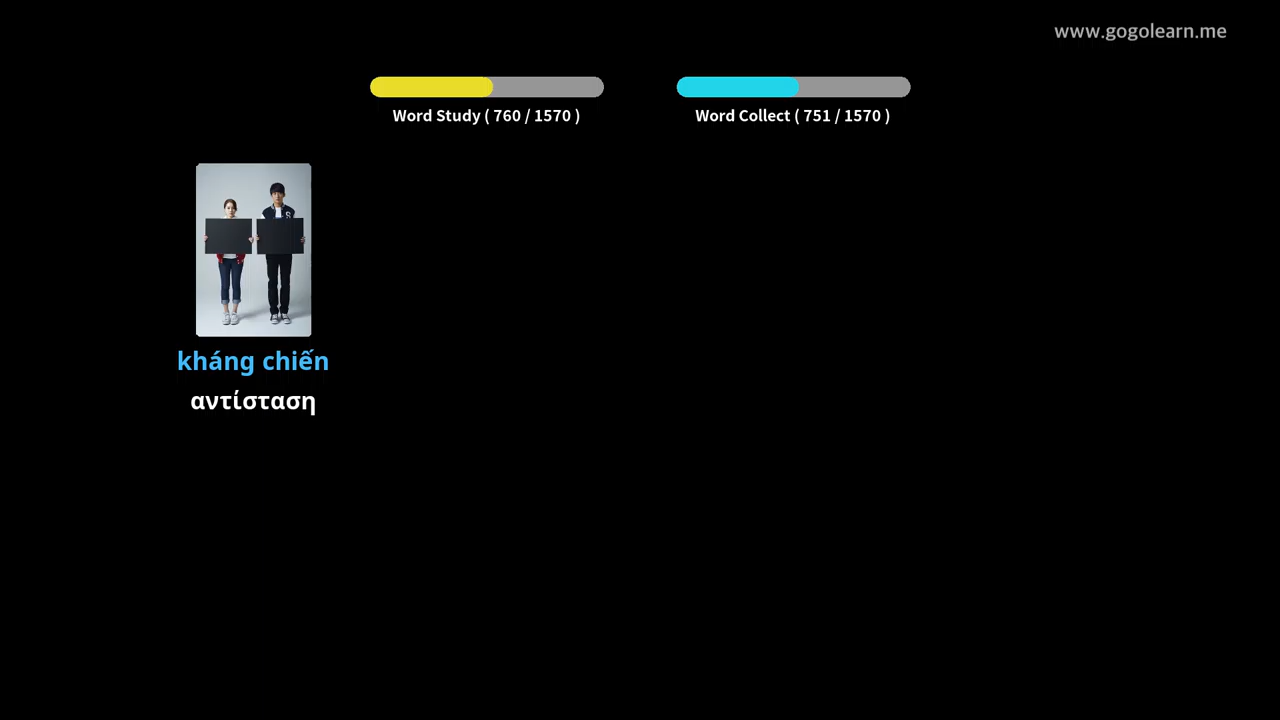 www.gogolearn.me
Word Study ( 760 / 1570 )
Word Collect ( 751 / 1570 )
kháng chiến
αντίσταση